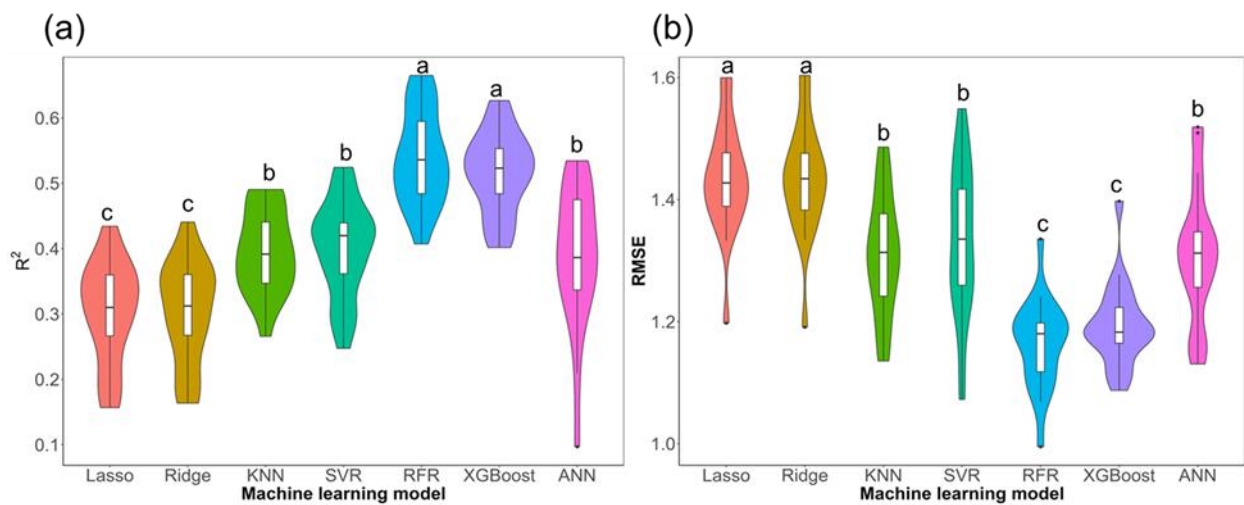 (a)
R²
0.6
0.5
0.4
0.3
0.2
0.1
c
c
b
b
a
a
b
Lasso Ridge KNN SVR RFR XGBoost ANN
Machine learning model
(b)
RMSE
1.6
1.4
1.2
1.0
a
a
b
b
c
c
b
Lasso Ridge KNN SVR RFR XGBoost ANN
Machine learning model